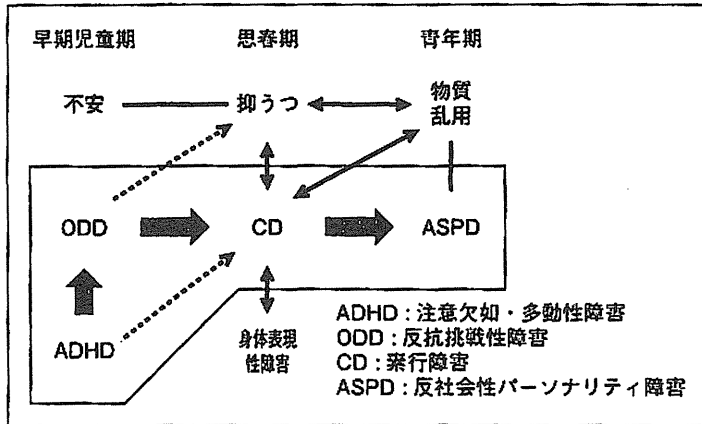 早期児童期 思春期 青年期
不安 抑うつ 物質
乱用
ODD CD ASPD
ADHD 身体表現
性障害
ADHD：注意欠如・多動性障害
ODD：反抗挑戦性障害
CD：素行障害
ASPD：反社会性パーソナリティ障害